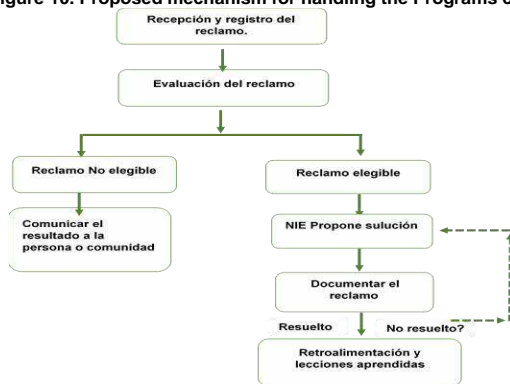 Figure 10. Proposed mechanism for handling the Programs
Recepción y registro del
reclamo.
Evaluación del reclamo
Reclamo No elegible
Reclamo elegible
Comunicar el
resultado a la
persona o comunidad
NIE Propone sulución
Documentar el
reclamo
Resuelto
No resuelto?
Retroalimentación y
lecciones aprendidas